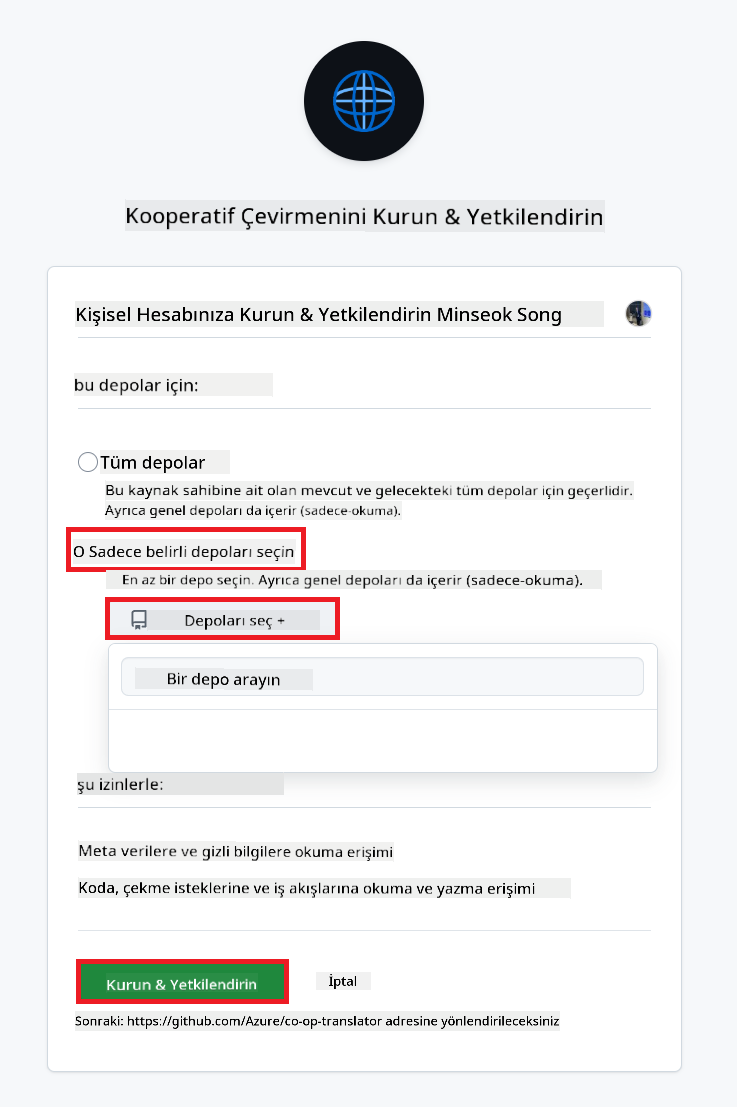 Kooperatif Çevirmenini Kurun & Yetkilendirin
Kişisel Hesabınıza Kurun & Yetkilendirin Minseok Song
bu depolar için:
Tüm depolar
Bu kaynak sahibine ait olan mevcut ve gelecekteki tüm depolar için geçerlidir.
Ayrıca genel depoları da içerir (sadece-okuma).
O Sadece belirli depoları seçin
En az bir depo seçin. Ayrıca genel depoları da içerir (sadece-okuma).
Depoları seç +
Bir depo arayın
şu izinlerle:
Meta verilere ve gizli bilgilere okuma erişimi
Koda, çekme isteklerine ve iş akışlarına okuma ve yazma erişimi
Kurun & Yetkilendirin
İptal
Sonraki: https://github.com/Azure/co-op-translator adresine yönlendirileceksiniz